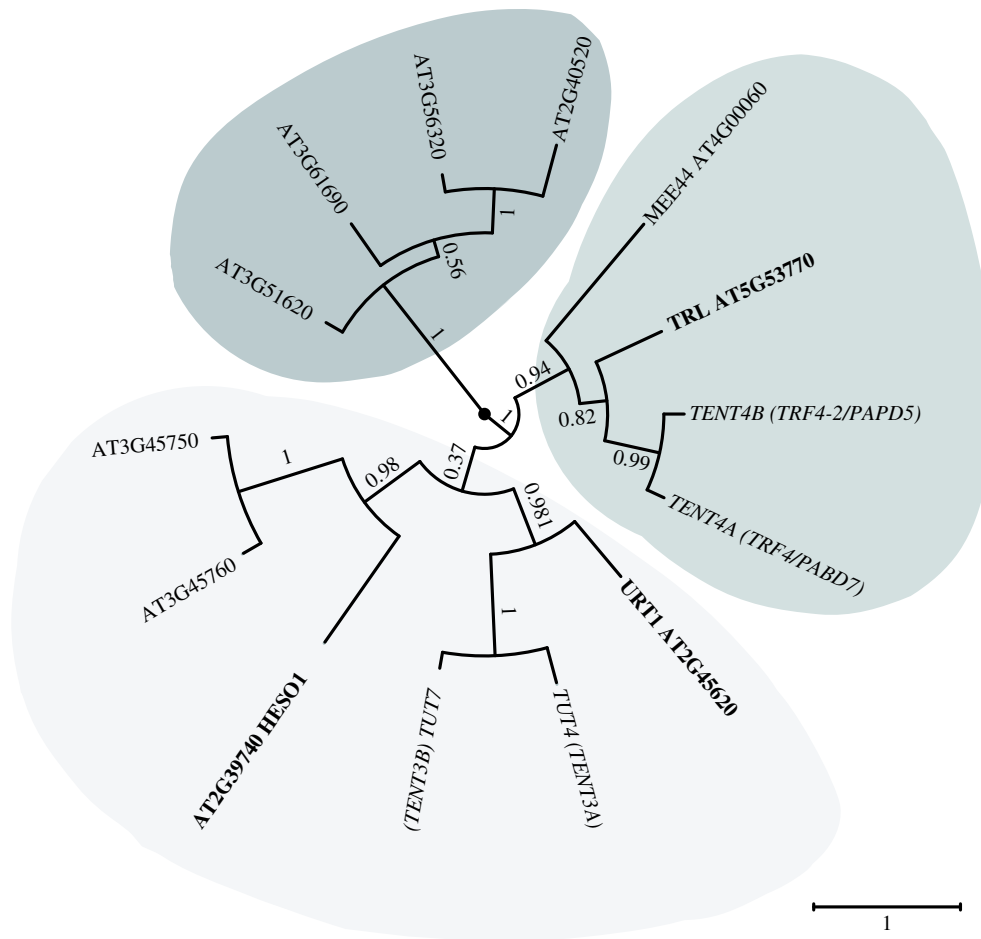 AT2G40520
AT3G56320
AT3G61690
AT3G51620
1
0.56
1
MEE44 AT4G00060
TRL AT5G53770
TENT4B (TRF4-2/PAPD5)
TENT4A (TRF4/PABD7)
0.94
0.82
0.99
1
0.37
0.98
1
AT3G45750
AT3G45760
AT2G39740 HESO1
0.981
1
(TENT3B) TUT7
TUT4 (TENT3A)
URT1 AT2G45620
1